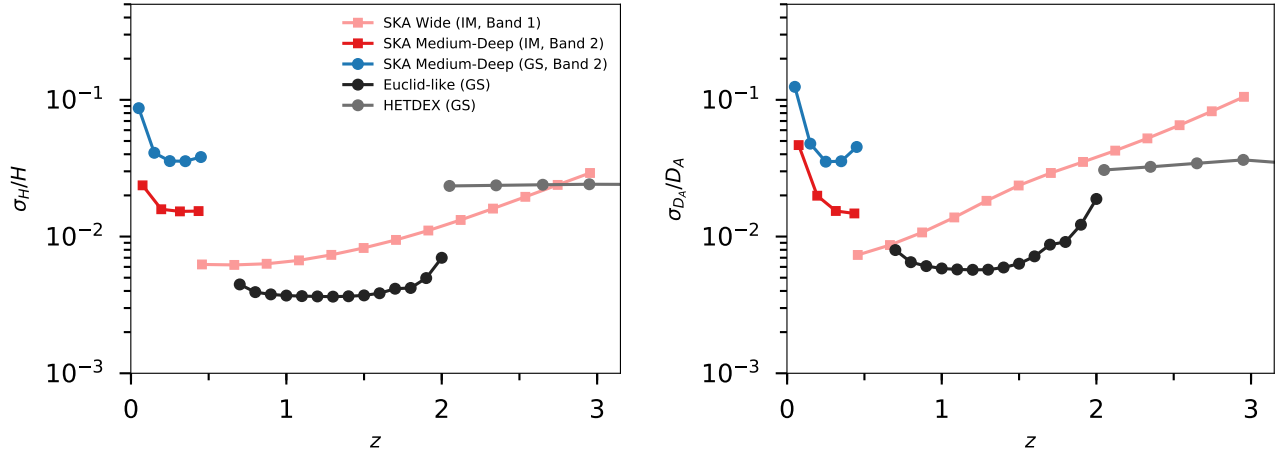 SKA Wide (IM, Band 1)
SKA Medium-Deep (IM, Band 2)
SKA Medium-Deep (GS, Band 2)
Euclid-like (GS)
HETDEX (GS)
10⁻¹
10⁻²
10⁻³
σ_H/H
0 1 2 3
z
10⁻¹
10⁻²
10⁻³
σ_{D_A}/D_A
0 1 2 3
z